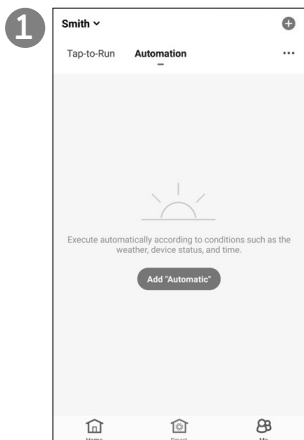 1
Smith
Tap-to-Run Automation
Execute automatically according to conditions such as the
weather, device status, and time.
Add "Automatic"
Home Smart Me